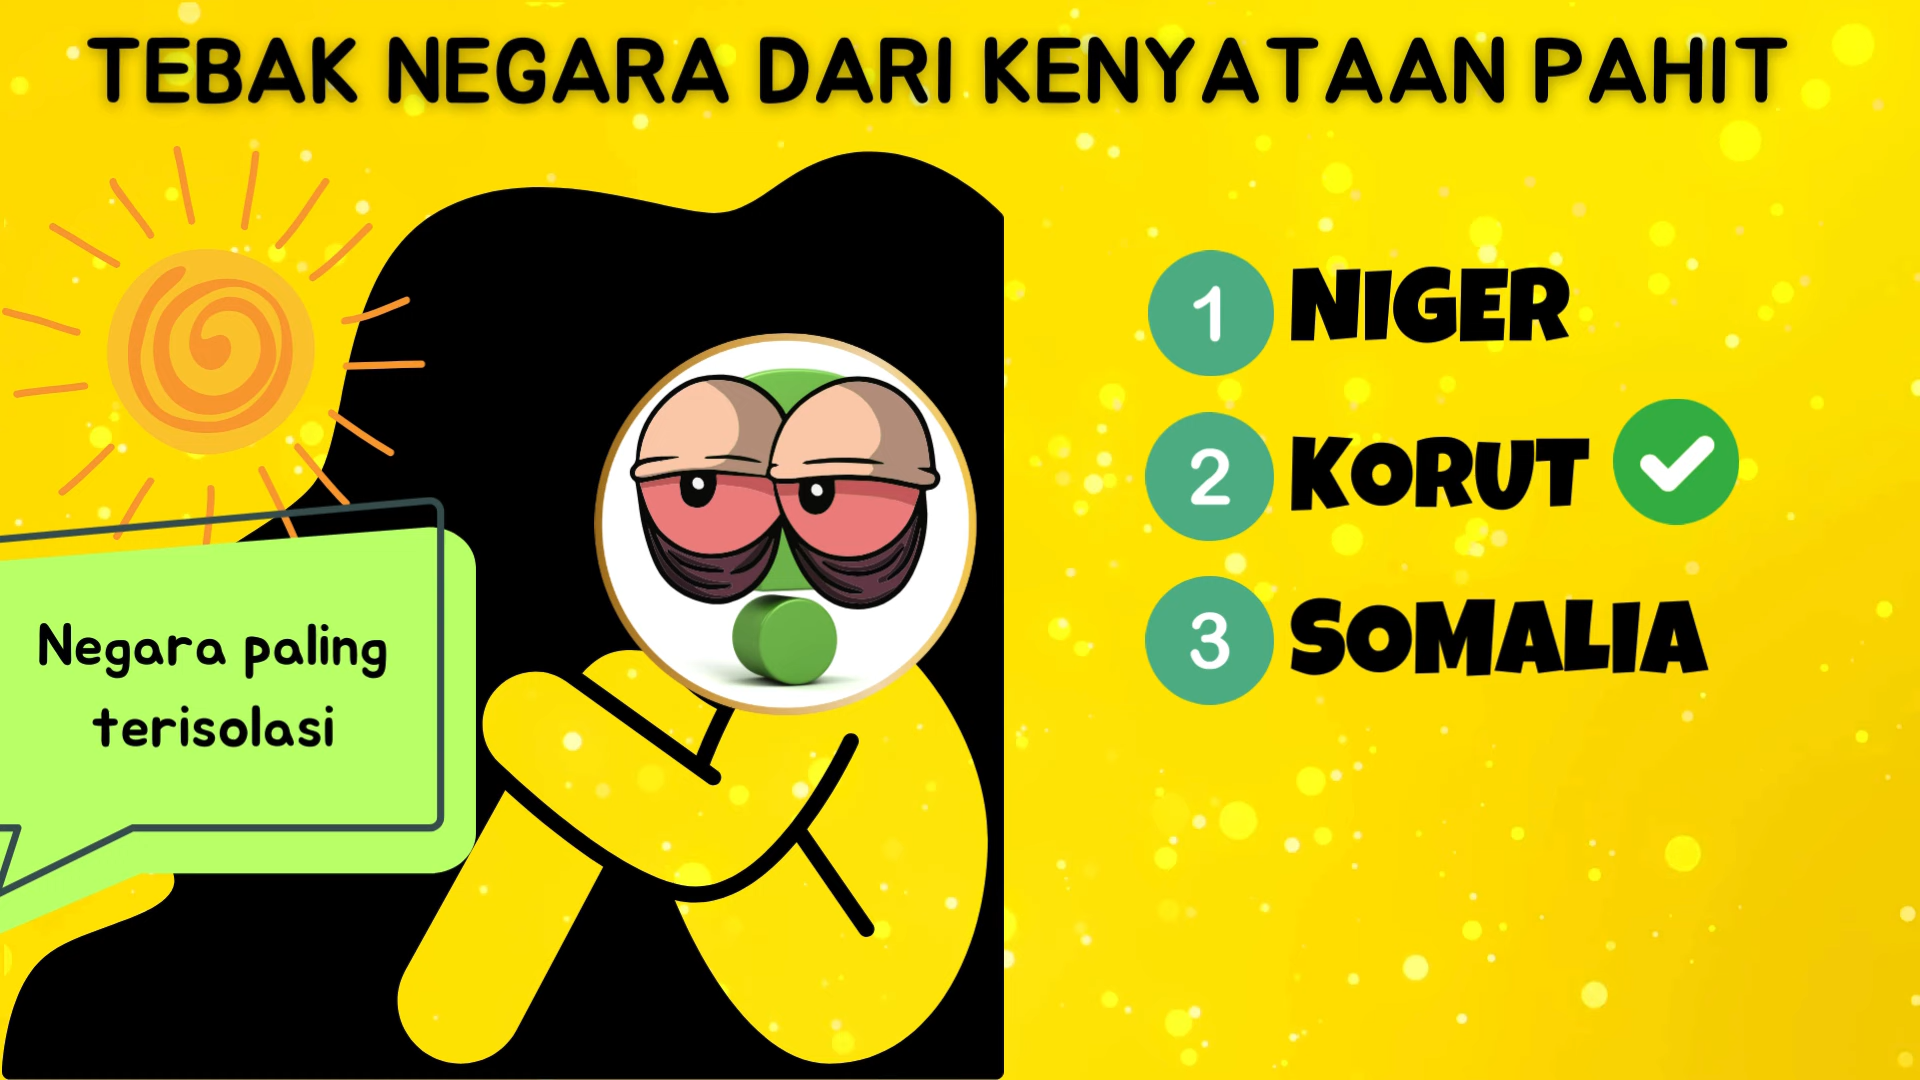 TEBAK NEGARA DARI KENYATAAN PAHIT
Negara paling
terisolasi
1 NIGER
2 KORUT
3 SOMALIA